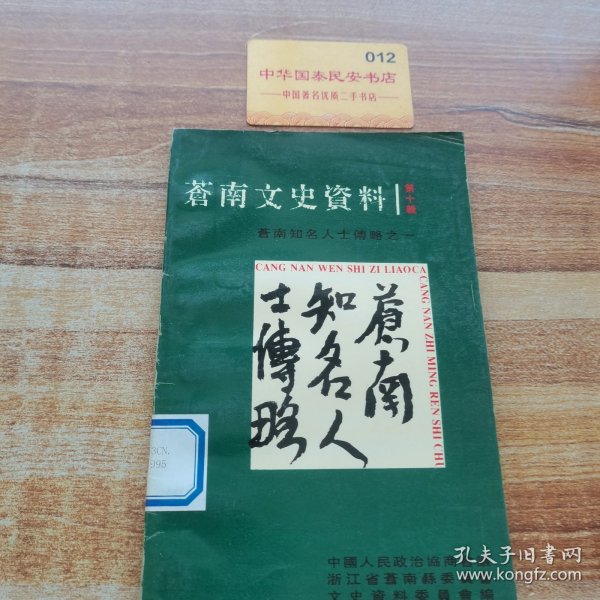 012
中华国泰民安书店
中国著名优质二手书店
蒼南文史資料
第十輯
蒼南知名人士傳略之一
CANG NAN WEN SHI ZI LIAOCA
CANG NAN ZHI MING REN SHI CHU
蒼南
知名人
士傳略
3CN.
995
中國人民政治協商
浙江省蒼南縣委
文史資料委員會編
孔夫子旧书网
www.kongfz.com